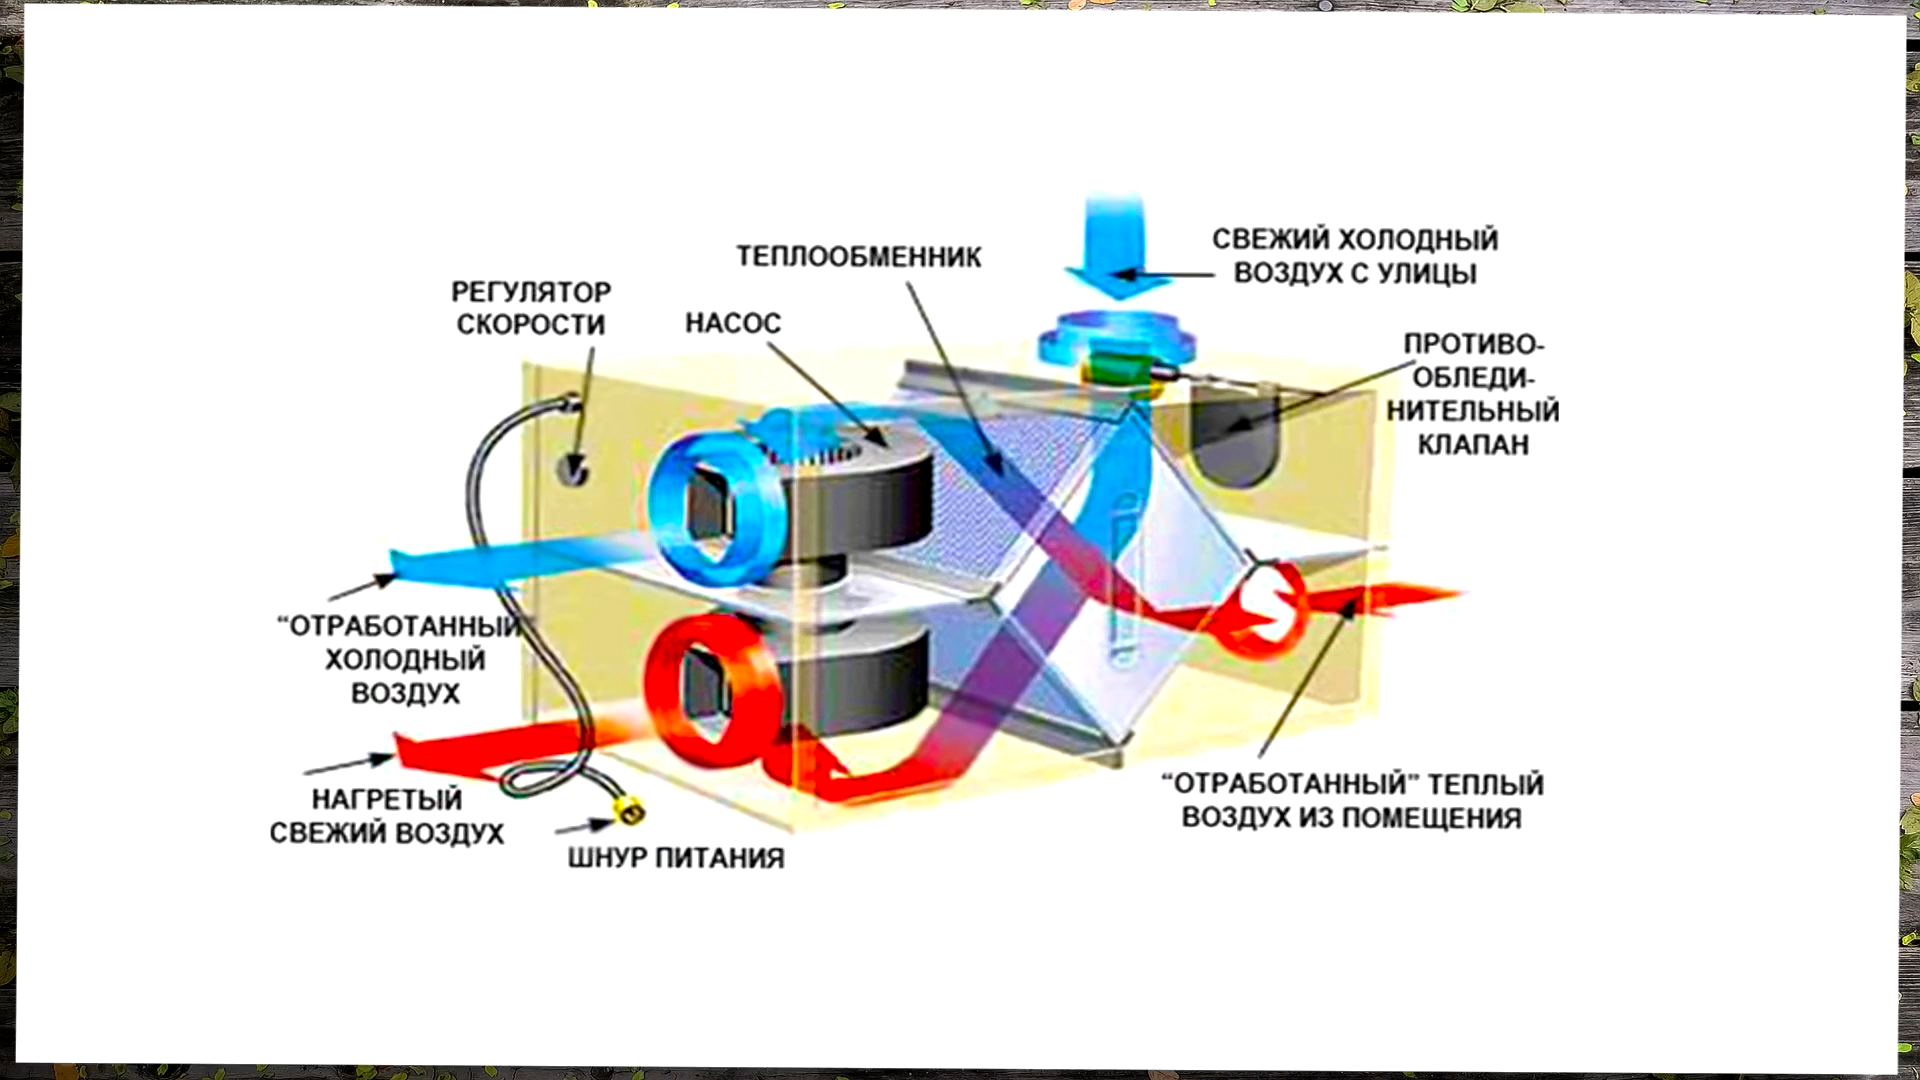 ТЕПЛООБМЕННИК
СВЕЖИЙ ХОЛОДНЫЙ
ВОЗДУХ С УЛИЦЫ
РЕГУЛЯТОР
СКОРОСТИ
НАСОС
ПРОТИВО-
ОБЛЕДИ-
НИТЕЛЬНЫЙ
КЛАПАН
“ОТРАБОТАННЫЙ”
ХОЛОДНЫЙ
ВОЗДУХ
НАГРЕТЫЙ
СВЕЖИЙ ВОЗДУХ
ШНУР ПИТАНИЯ
“ОТРАБОТАННЫЙ” ТЕПЛЫЙ
ВОЗДУХ ИЗ ПОМЕЩЕНИЯ